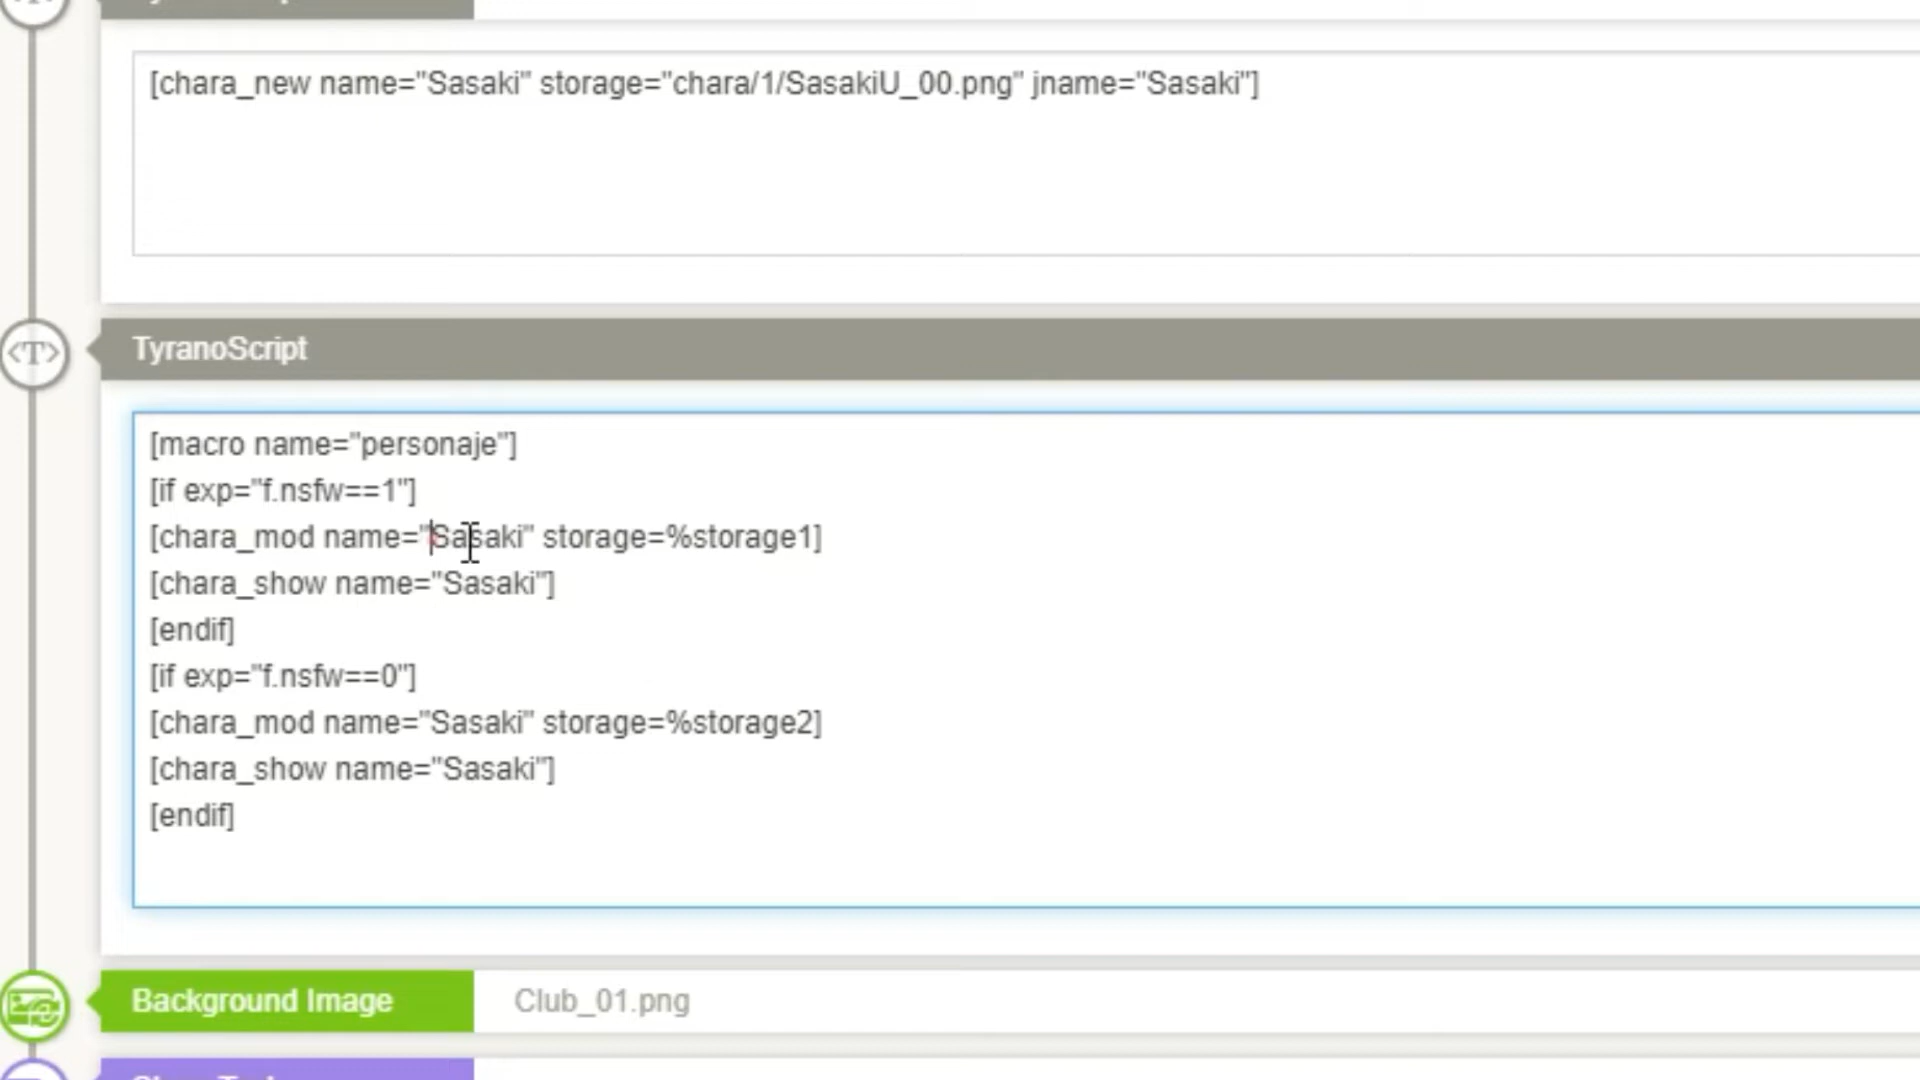 [chara_new name="Sasaki" storage="chara/1/SasakiU_00.png" jname="Sasaki"]
TyranoScript
[macro name="personaje"]
[if exp="f.nsfw==1"]
[chara_mod name="Sasaki" storage=%storage1]
[chara_show name="Sasaki"]
[endif]
[if exp="f.nsfw==0"]
[chara_mod name="Sasaki" storage=%storage2]
[chara_show name="Sasaki"]
[endif]
Background Image
Club_01.png